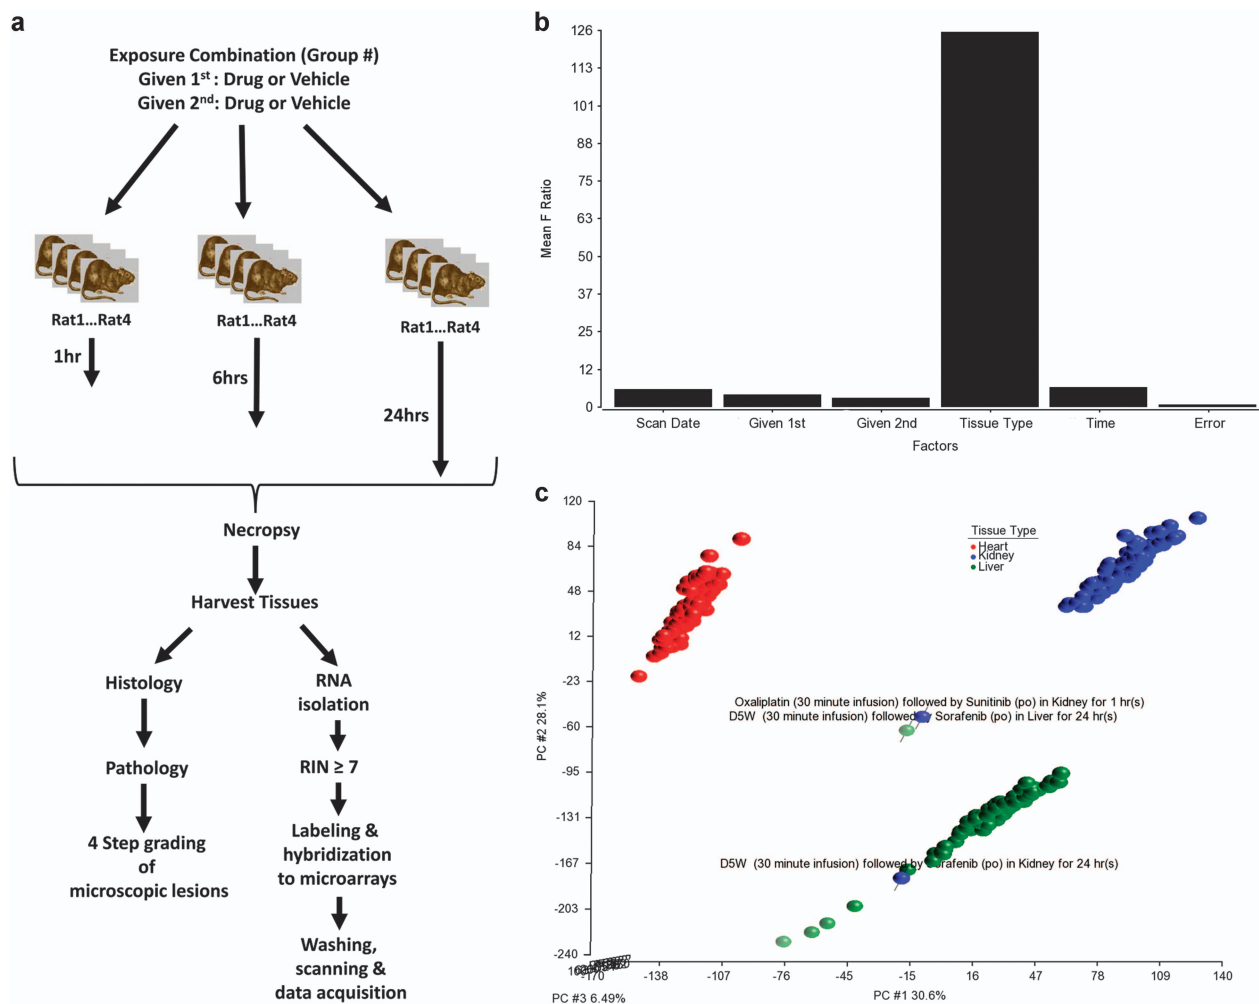 a
Exposure Combination (Group #)
Given 1st : Drug or Vehicle
Given 2nd: Drug or Vehicle
Rat1...Rat4
Rat1...Rat4
Rat1...Rat4
1hr
6hrs
24hrs
Necropsy
Harvest Tissues
Histology
Pathology
4 Step grading
of
microscopic lesions
RNA
isolation
RIN ≥ 7
Labeling &
hybridization
to microarrays
Washing,
scanning &
data acquisition
b
126
113
101
88
75
63
50
37
25
12
0
Mean F Ratio
Scan Date
Given 1st
Given 2nd
Tissue Type
Time
Error
Factors
c
120
84
48
12
-23
-60
-95
-131
-167
-203
-240
PC #2 28.1%
Tissue Type
Heart
Kidney
Liver
Oxaliplatin (30 minute infusion) followed by Sunitinib (po) in Kidney for 1 hr(s)
D5W (30 minute infusion) followed Sorafenib (po) in Liver for 24 hr(s)
D5W (30 minute infusion) followed by in Kidney for 24 hr(s)
-170
-138
-107
-76
-45
-15
16
47
78
109
140
PC #3 6.49%
PC #1 30.6%